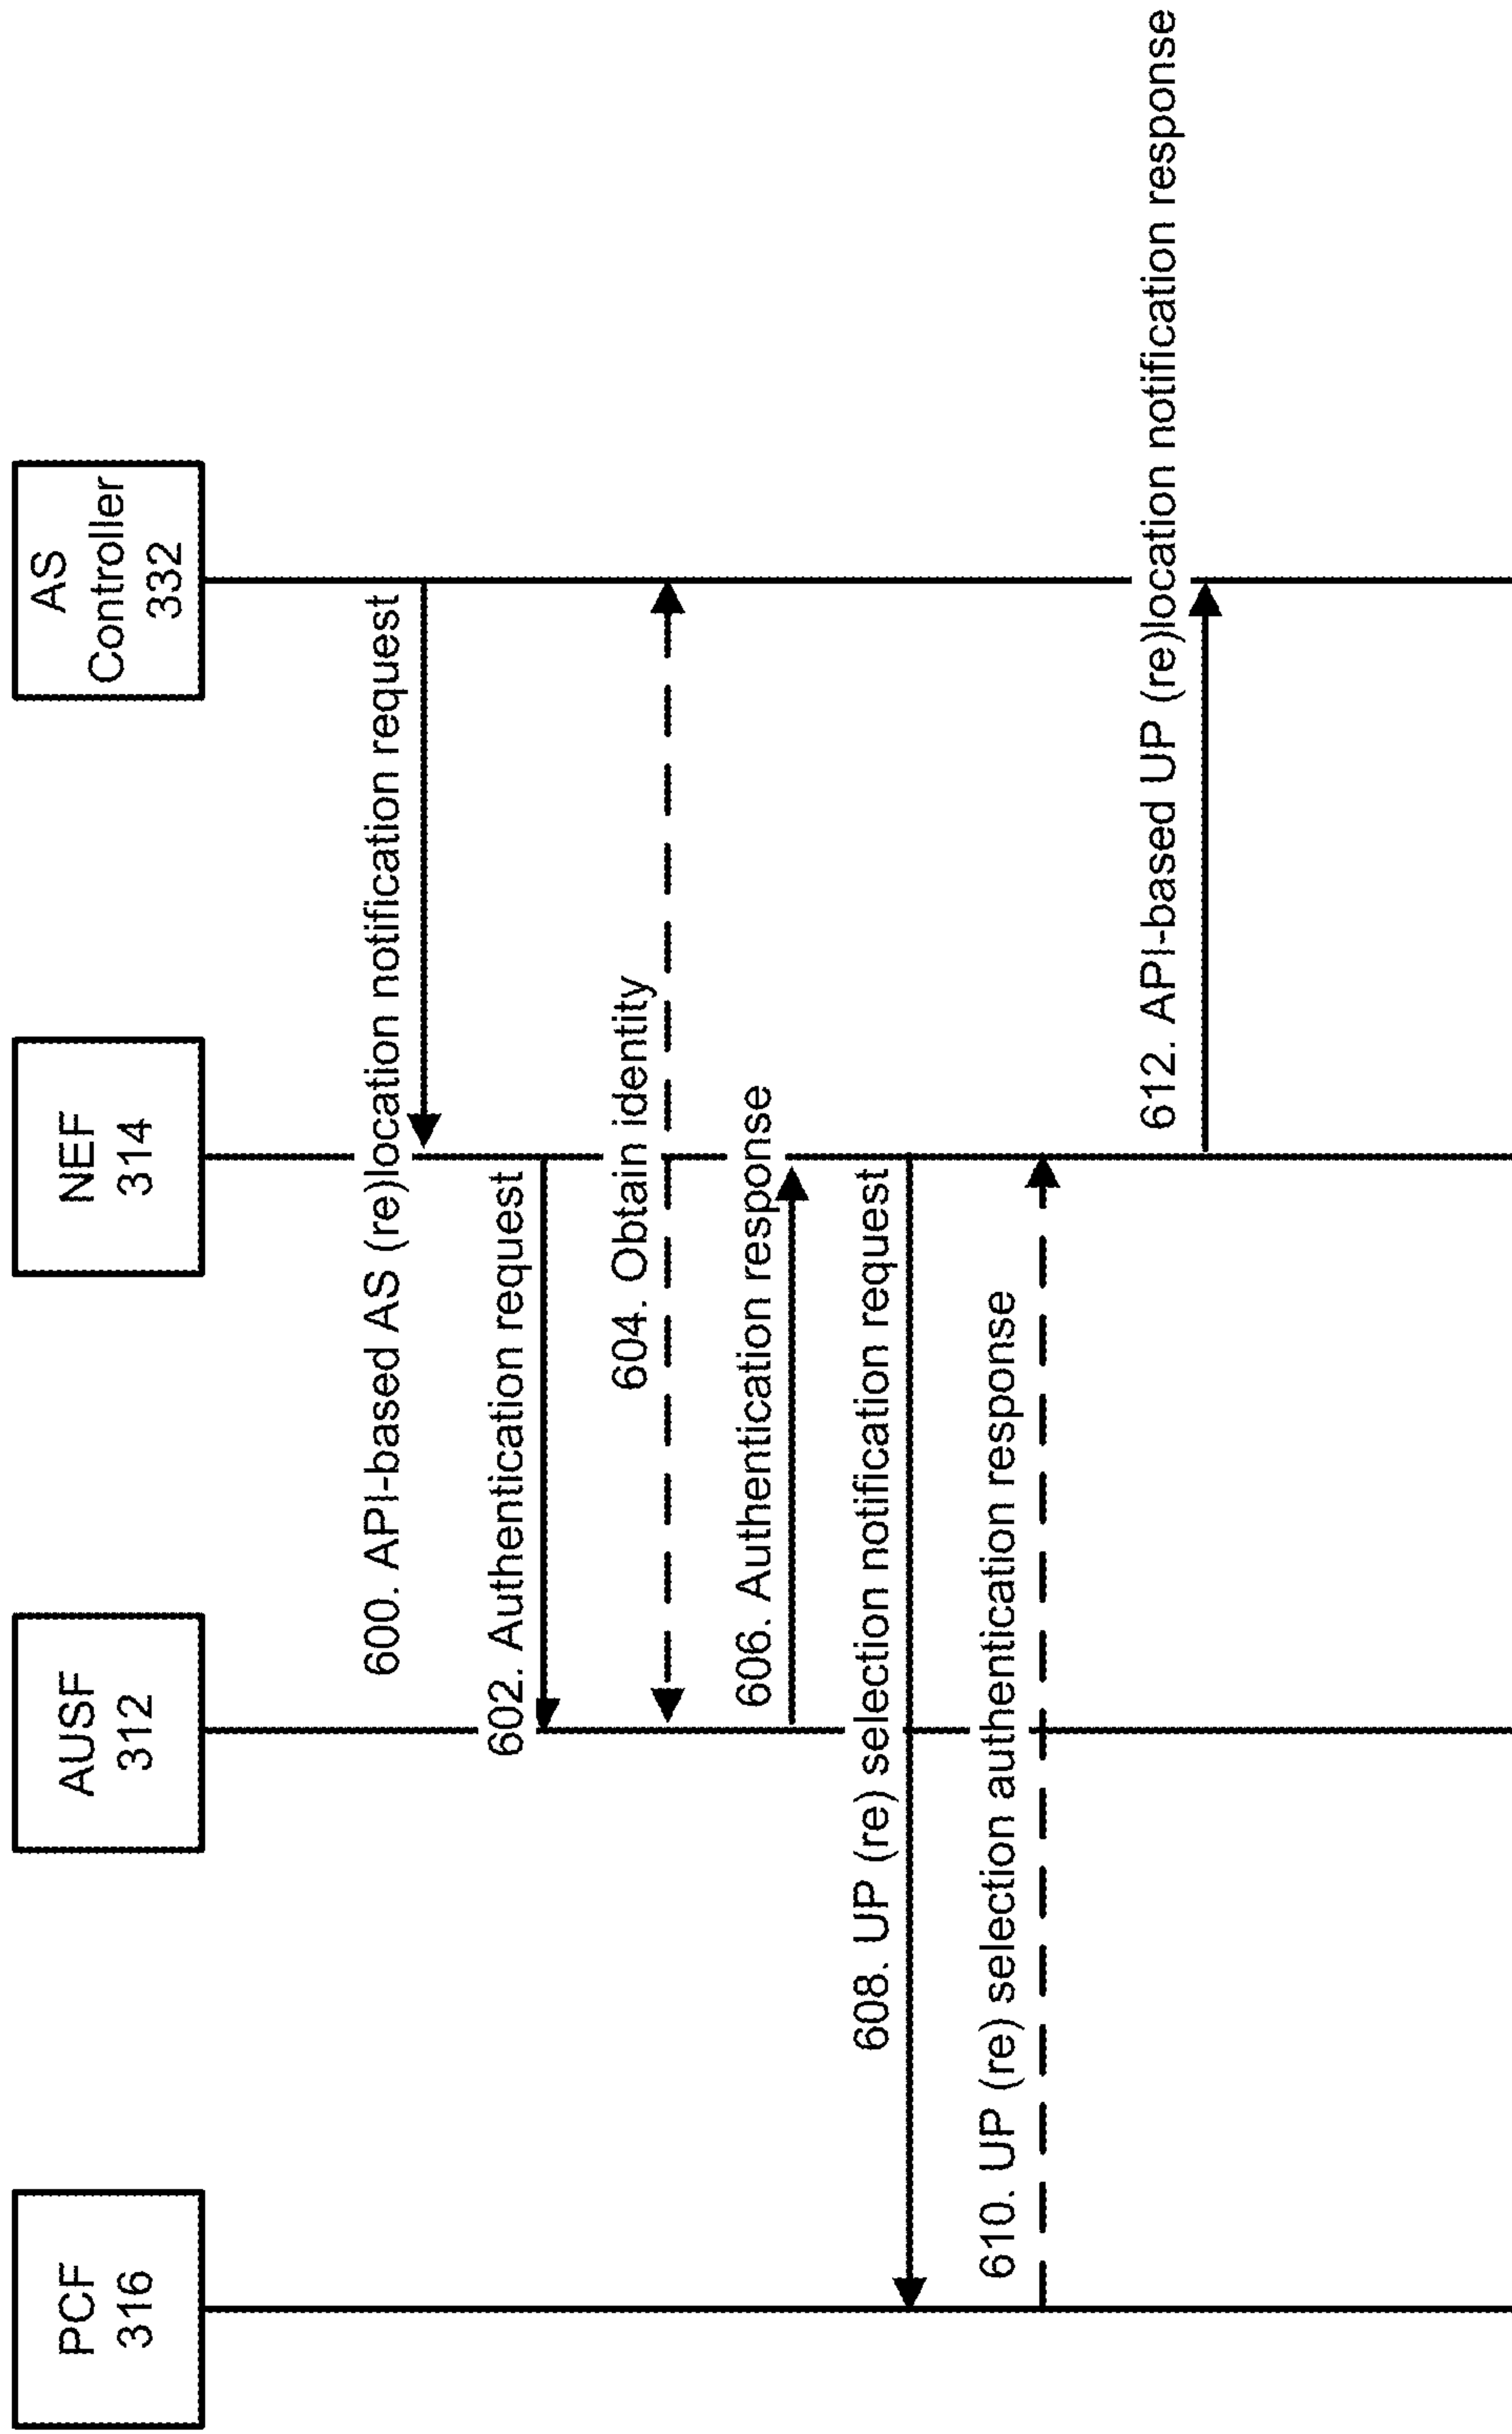 PCF
316
AUSF
312
NEF
314
AS
Controller
332
600. API-based AS (re)location notification request
602. Authentication request
604. Obtain identity
606. Authentication response
608. UP (re) selection notification request
610. UP (re) selection authentication response
612. API-based UP (re)location notification response